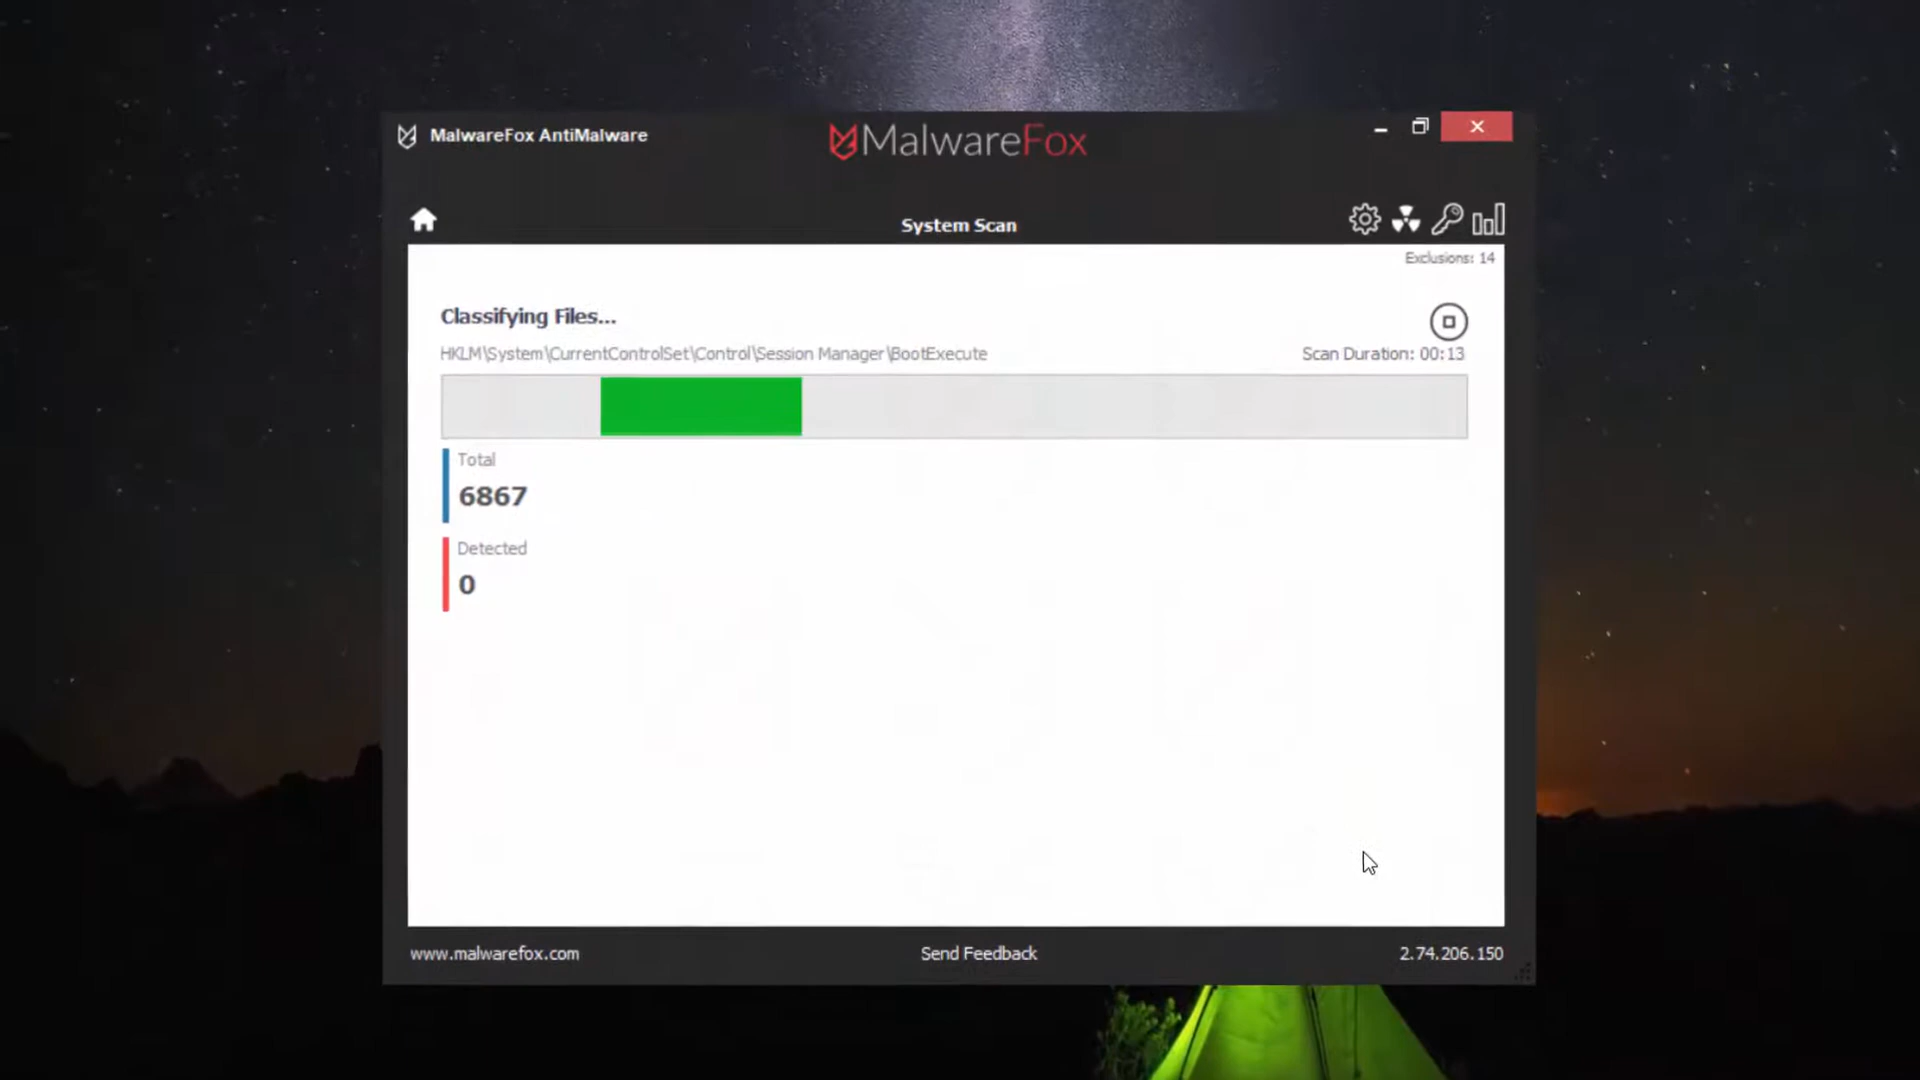 MalwareFox AntiMalware
MalwareFox
System Scan
Exclusions: 14
Classifying Files...
HKLM\System\CurrentControlSet\Control\Session Manager\BootExecute
Scan Duration: 00:13
Total
6867
Detected
0
www.malwarefox.com
Send Feedback
2.74.206.150